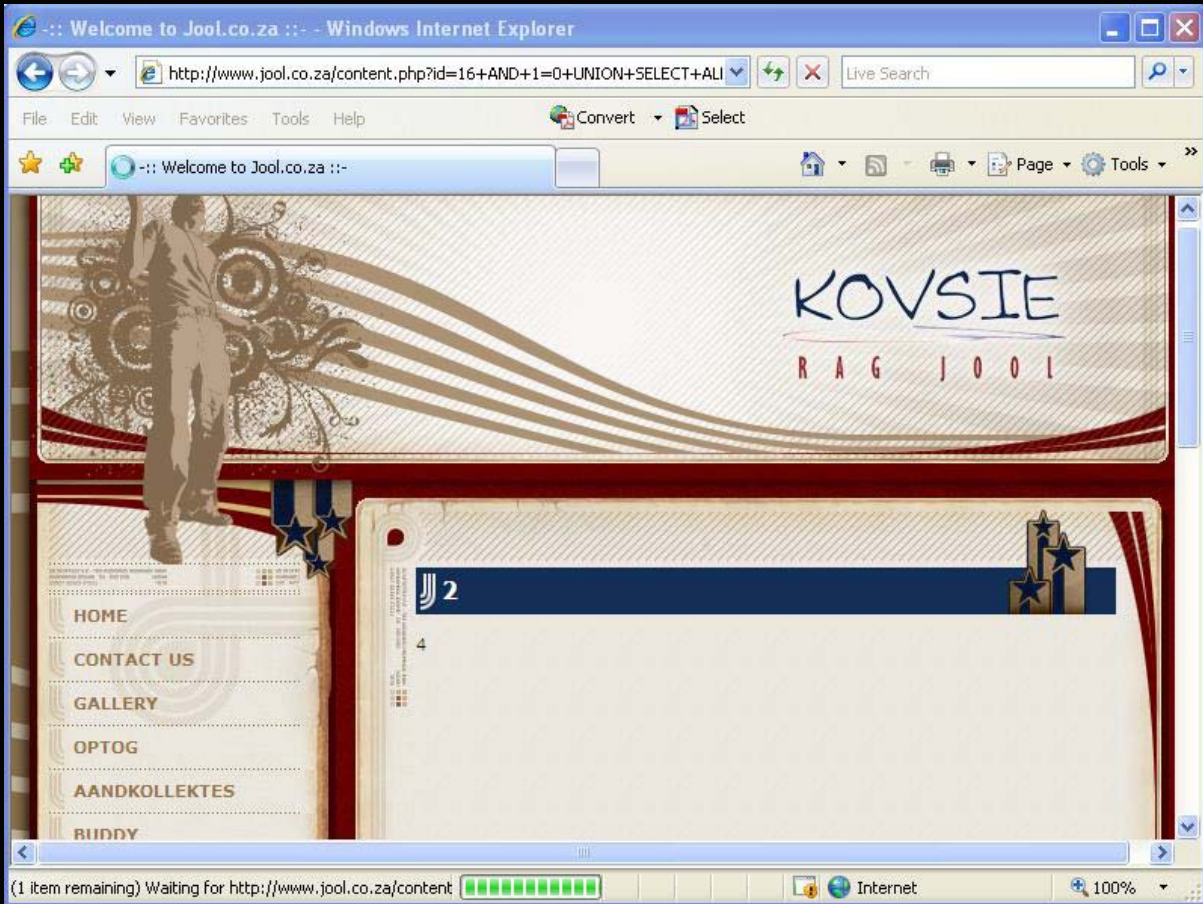 -:: Welcome to Jool.co.za ::- - Windows Internet Explorer
http://www.jool.co.za/content.php?id=16+AND+1=0+UNION+SELECT+ALI
Live Search
File Edit View Favorites Tools Help
Convert Select
-:: Welcome to Jool.co.za ::-
Page Tools »
KOVSIE
RAG JOOL
2
4
HOME
CONTACT US
GALLERY
OPTOG
AANDKOLLEKTES
BUDDY
(1 item remaining) Waiting for http://www.jool.co.za/content
Internet
100%